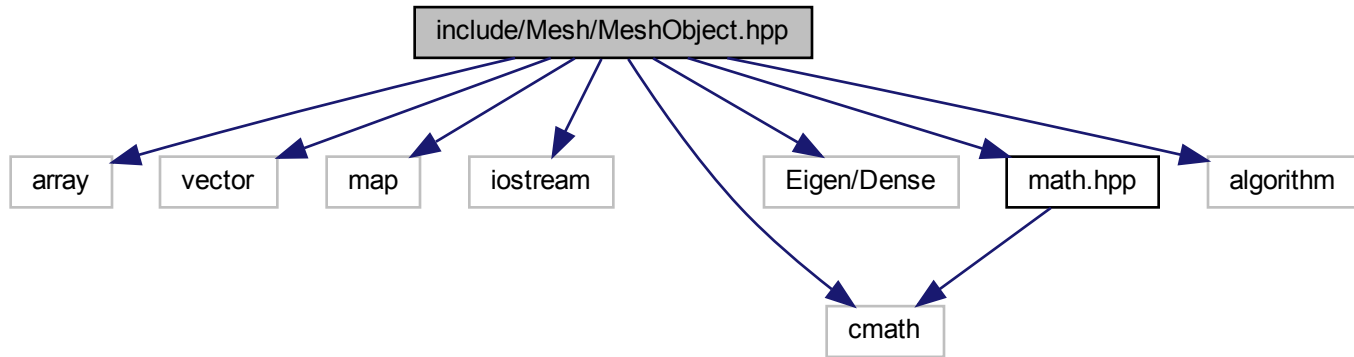 include/Mesh/MeshObject.hpp
array
vector
map
iostream
Eigen/Dense
math.hpp
algorithm
cmath